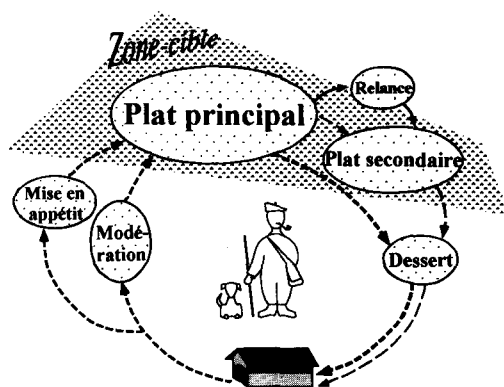 Zone-cible
Plat principal
Relance
Plat secondaire
Mise en
appétit
Modé-
ration
Dessert